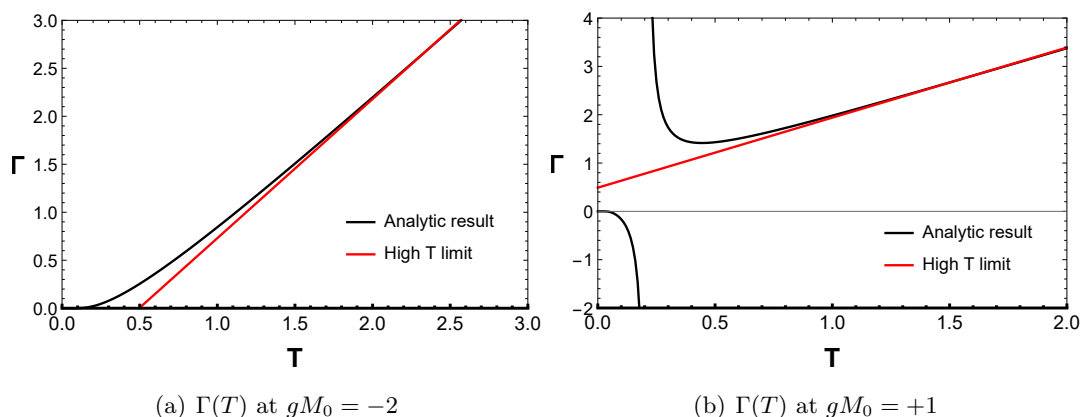 3.0
2.5
2.0
1.5
1.0
0.5
0.0
Γ
Analytic result
High T limit
0.0 0.5 1.0 1.5 2.0 2.5 3.0
T
(a) Γ(T) at gM₀ = −2
4
3
2
1
0
−1
−2
Γ
Analytic result
High T limit
0.0 0.5 1.0 1.5 2.0
T
(b) Γ(T) at gM₀ = +1